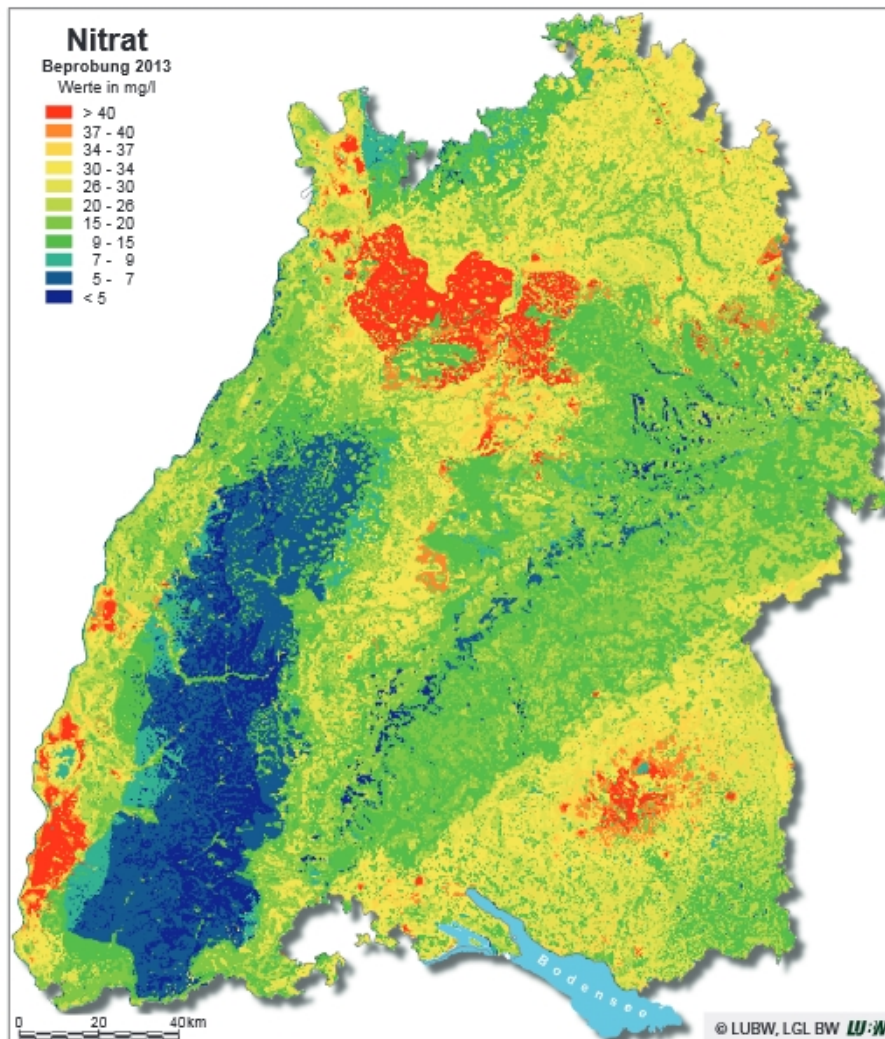 Nitrat
Beprobung 2013
Werte in mg/l
> 40
37 - 40
34 - 37
30 - 34
26 - 30
20 - 26
15 - 20
9 - 15
7 - 9
5 - 7
< 5
Bodensee
0 20 40km
© LUBW, LGL BW LU:W